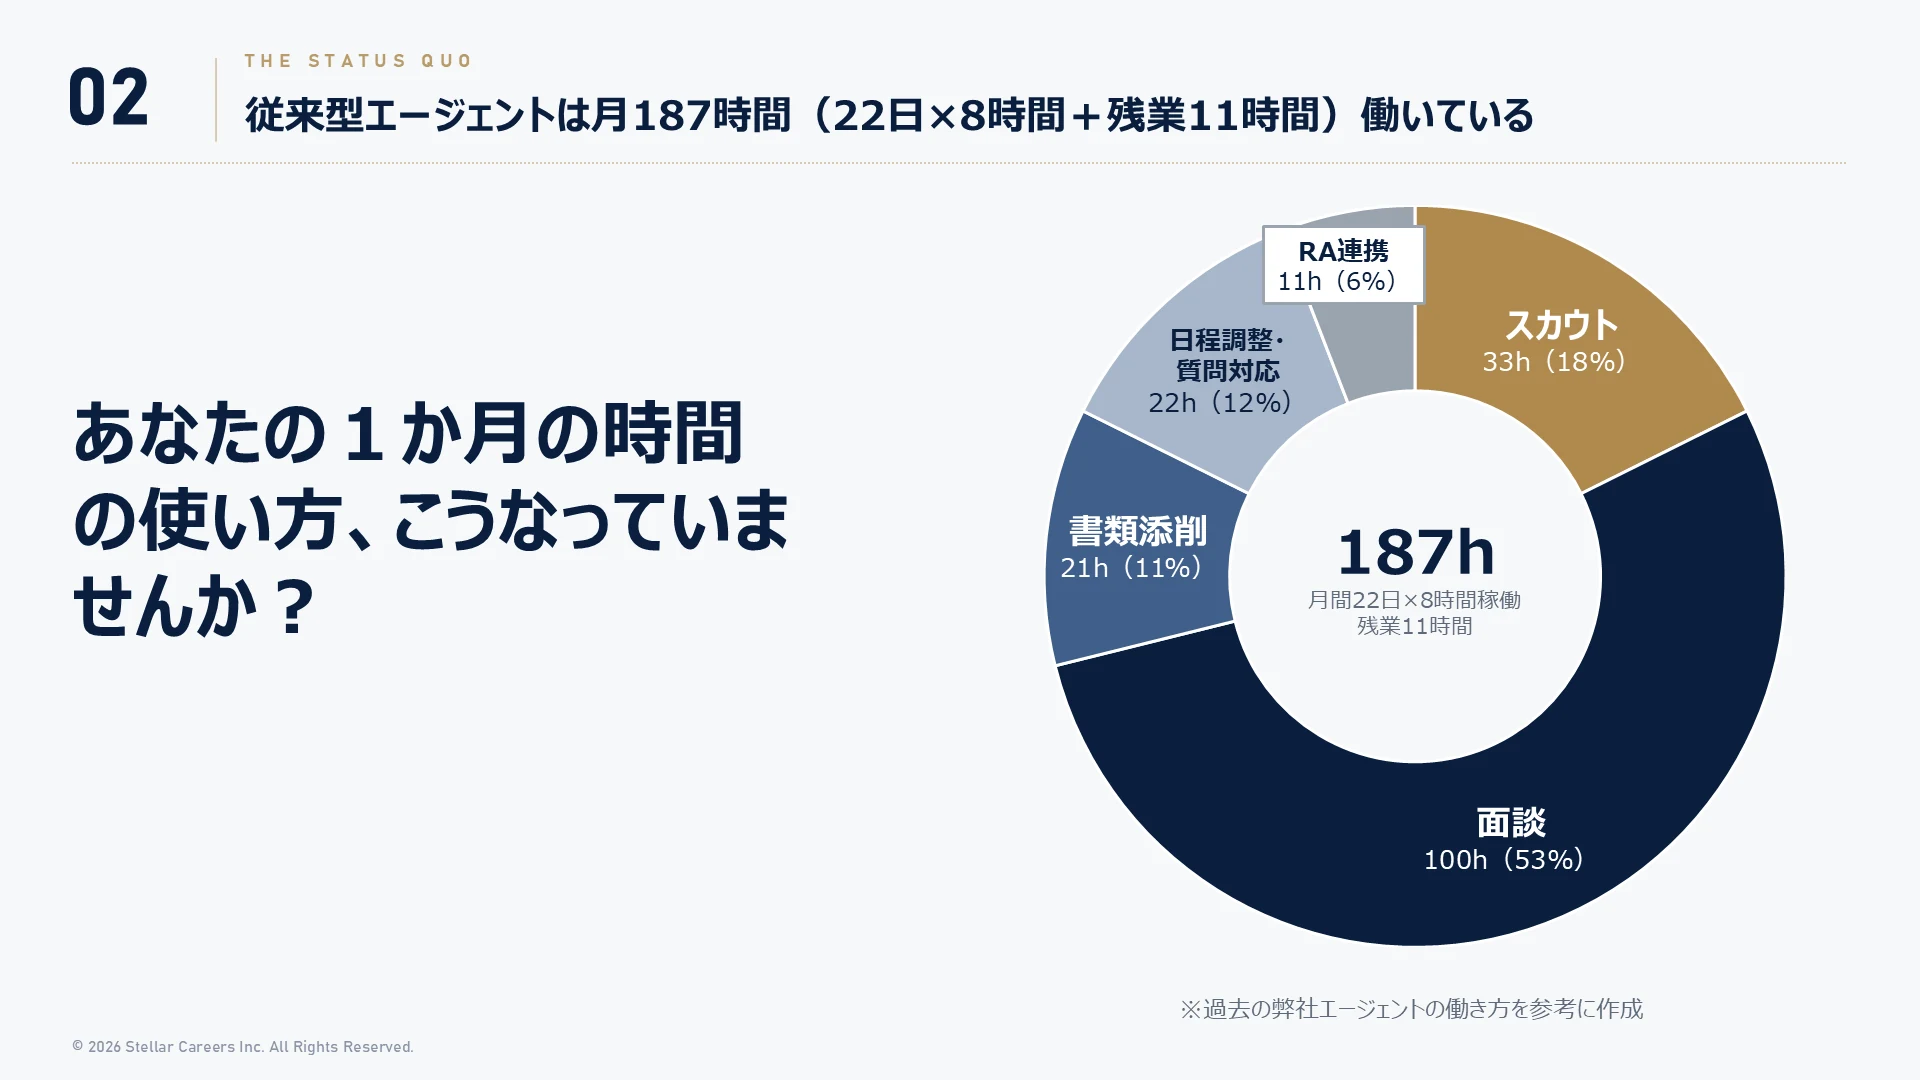 02
THE STATUS QUO
従来型エージェントは月187時間（22日×8時間＋残業11時間）働いている
あなたの１か月の時間
の使い方、こうなっていま
せんか？
RA連携
11h（6%）
スカウト
33h（18%）
日程調整・
質問対応
22h（12%）
書類添削
21h（11%）
187h
月間22日×8時間稼働
残業11時間
面談
100h（53%）
※過去の弊社エージェントの働き方を参考に作成
© 2026 Stellar Careers Inc. All Rights Reserved.